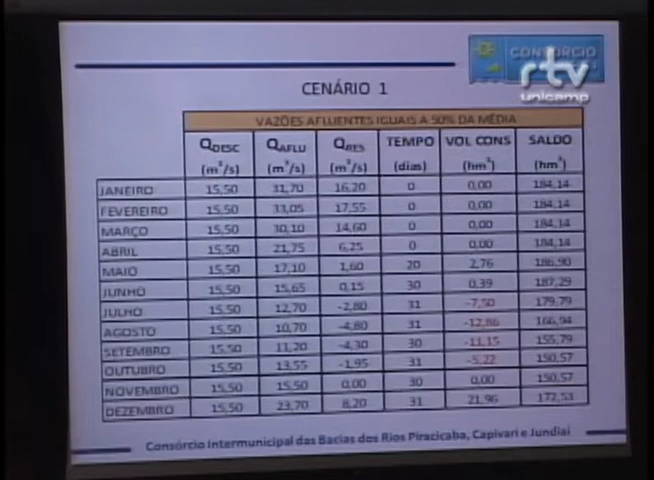 CONSÓRCIO
rtv
unicamp
CENÁRIO 1
VAZÕES AFLUENTES IGUAIS A 50% DA MÉDIA
QDESC QAFLU QRES TEMPO VOL CONS SALDO
(m³/s) (m³/s) (m³/s) (dias) (hm³) (hm³)
JANEIRO 15,50 31,70 16,20 0 0,00 184,14
FEVEREIRO 15,50 33,05 17,55 0 0,00 184,14
MARÇO 15,50 30,10 14,60 0 0,00 184,14
ABRIL 15,50 21,75 6,25 0 0,00 184,14
MAIO 15,50 17,10 1,60 20 2,76 186,90
JUNHO 15,50 15,65 0,15 30 0,39 187,29
JULHO 15,50 12,70 -2,80 31 -7,50 179,79
AGOSTO 15,50 10,70 -4,80 31 -12,86 166,94
SETEMBRO 15,50 11,20 -4,30 30 -11,15 155,79
OUTUBRO 15,50 13,55 -1,95 31 -5,22 150,57
NOVEMBRO 15,50 15,50 0,00 30 0,00 150,57
DEZEMBRO 15,50 23,70 8,20 31 21,96 172,53
Consórcio Intermunicipal das Bacias dos Rios Piracicaba, Capivari e Jundiaí